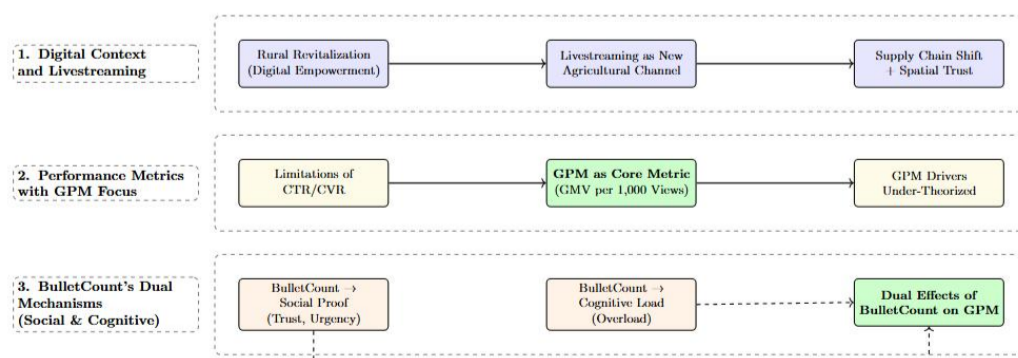 1. Digital Context
and Livestreaming
Rural Revitalization
(Digital Empowerment)
Livestreaming as New
Agricultural Channel
Supply Chain Shift
+ Spatial Trust
2. Performance Metrics
with GPM Focus
Limitations of
CTR/CVR
GPM as Core Metric
(GMV per 1,000 Views)
GPM Drivers
Under-Theorized
3. BulletCount's Dual
Mechanisms
(Social & Cognitive)
BulletCount →
Social Proof
(Trust, Urgency)
BulletCount →
Cognitive Load
(Overload)
Dual Effects of
BulletCount on GPM